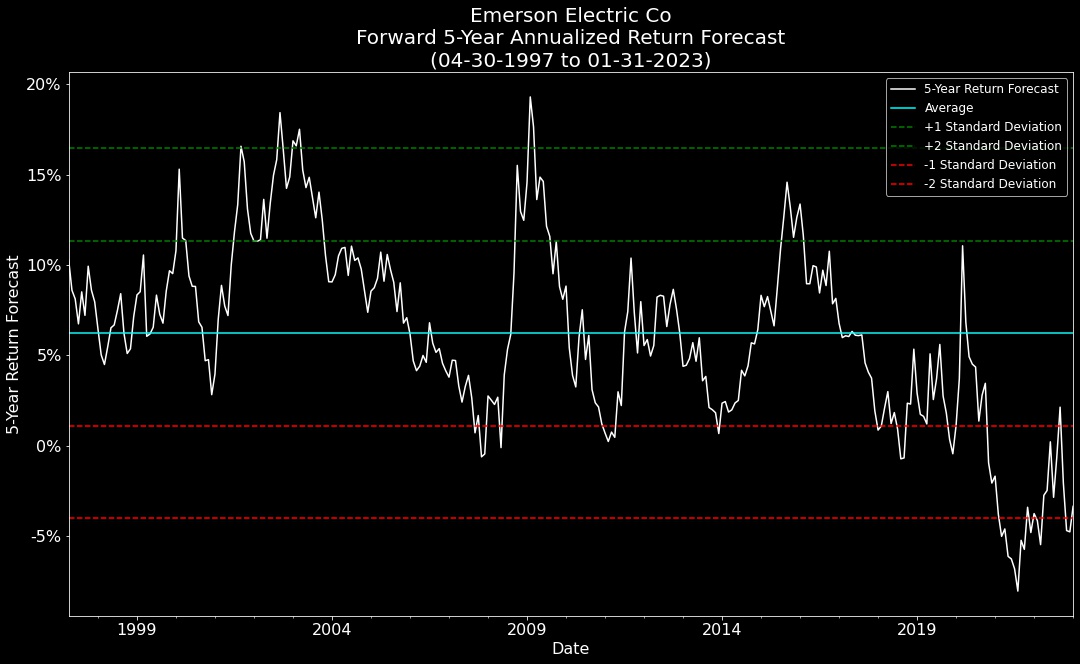 Emerson Electric Co
Forward 5-Year Annualized Return Forecast
(04-30-1997 to 01-31-2023)
5-Year Return Forecast
Average
+1 Standard Deviation
+2 Standard Deviation
-1 Standard Deviation
-2 Standard Deviation
5-Year Return Forecast
20%
15%
10%
5%
0%
-5%
1999
2004
2009
2014
2019
Date